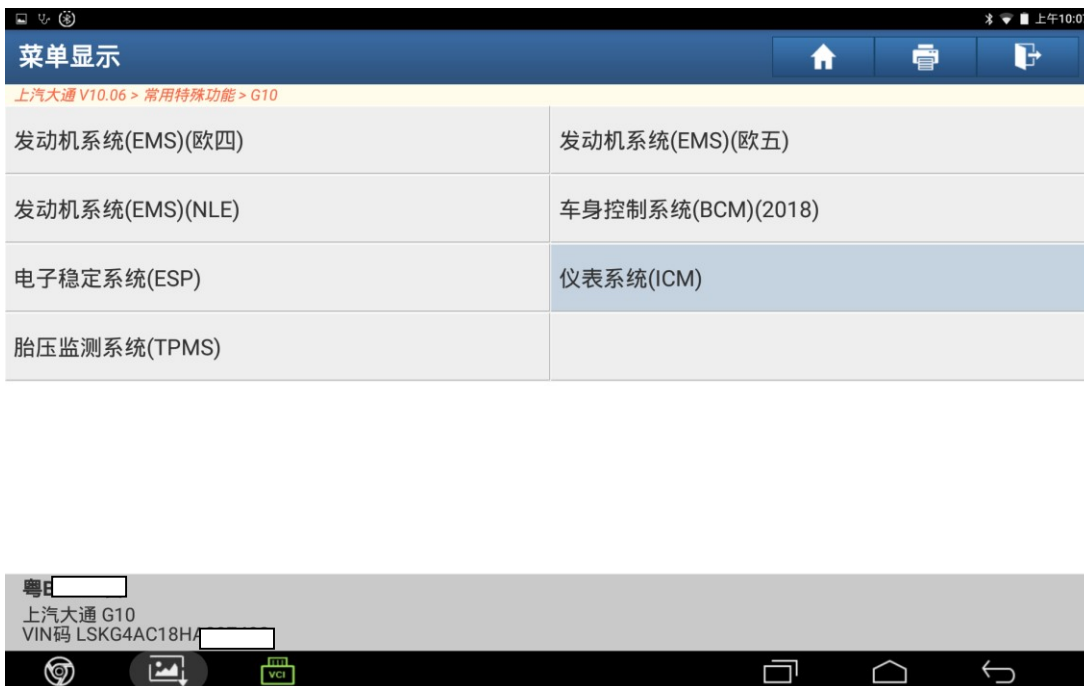 上午10:0
菜单显示
上汽大通 V10.06 > 常用特殊功能 > G10
发动机系统(EMS)(欧四)
发动机系统(EMS)(欧五)
发动机系统(EMS)(NLE)
车身控制系统(BCM)(2018)
电子稳定系统(ESP)
仪表系统(ICM)
胎压监测系统(TPMS)
粤
上汽大通 G10
VIN码 LSKG4AC18H
VCI